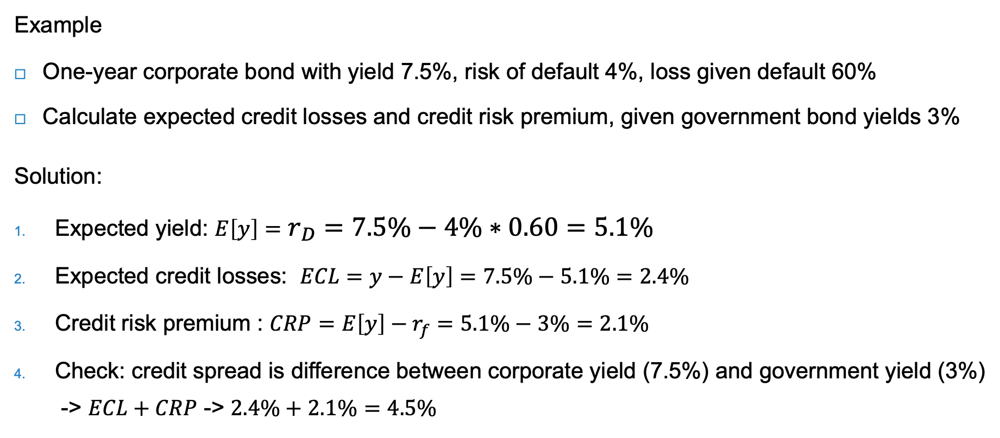 Example
One-year corporate bond with yield 7.5%, risk of default 4%, loss given default 60%
Calculate expected credit losses and credit risk premium, given government bond yields 3%
Solution:
1. Expected yield: E[y] = r_D = 7.5% − 4% ∗ 0.60 = 5.1%
2. Expected credit losses: ECL = y − E[y] = 7.5% − 5.1% = 2.4%
3. Credit risk premium : CRP = E[y] − r_f = 5.1% − 3% = 2.1%
4. Check: credit spread is difference between corporate yield (7.5%) and government yield (3%)
-> ECL + CRP -> 2.4% + 2.1% = 4.5%